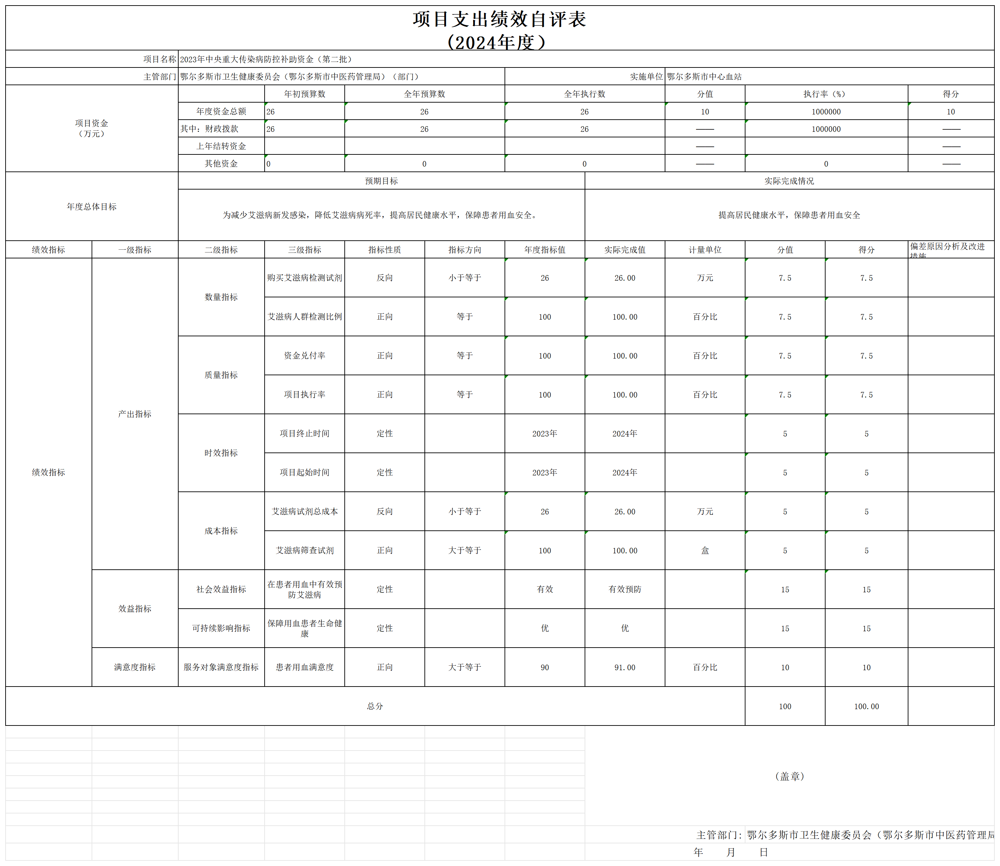 项目支出绩效自评表
（2024年度）
项目名称 2023年中央重大传染病防控补助资金（第二批）
主管部门 鄂尔多斯市卫生健康委员会（鄂尔多斯市中医药管理局）（部门） 实施单位 鄂尔多斯市中心血站
项目资金
（万元）
年初预算数 全年预算数 全年执行数 分值 执行率（%） 得分
年度资金总额 26 26 26 10 1000000 10
其中：财政拨款 26 26 26 —— 1000000 ——
上年结转资金 —— ——
其他资金 0 0 0 —— 0 ——
年度总体目标
预期目标 实际完成情况
为减少艾滋病新发感染，降低艾滋病病死率，提高居民健康水平，保障患者用血安全。 提高居民健康水平，保障患者用血安全
绩效指标 一级指标 二级指标 三级指标 指标性质 指标方向 年度指标值 实际完成值 计量单位 分值 得分 偏差原因分析及改进
措施
绩效指标
产出指标
数量指标
购买艾滋病检测试剂 反向 小于等于 26 26.00 万元 7.5 7.5
艾滋病人群检测比例 正向 等于 100 100.00 百分比 7.5 7.5
质量指标
资金兑付率 正向 等于 100 100.00 百分比 7.5 7.5
项目执行率 正向 等于 100 100.00 百分比 7.5 7.5
时效指标
项目终止时间 定性 2023年 2024年 5 5
项目起始时间 定性 2023年 2024年 5 5
成本指标
艾滋病试剂总成本 反向 小于等于 26 26.00 万元 5 5
艾滋病筛查试剂 正向 大于等于 100 100.00 盒 5 5
效益指标
社会效益指标
在患者用血中有效预
防艾滋病
定性 有效 有效预防 15 15
可持续影响指标
保障用血患者生命健
康
定性 优 优 15 15
满意度指标 服务对象满意度指标 患者用血满意度 正向 大于等于 90 91.00 百分比 10 10
总分 100 100.00
（盖章）
主管部门：鄂尔多斯市卫生健康委员会（鄂尔多斯市中医药管理局
年 月 日